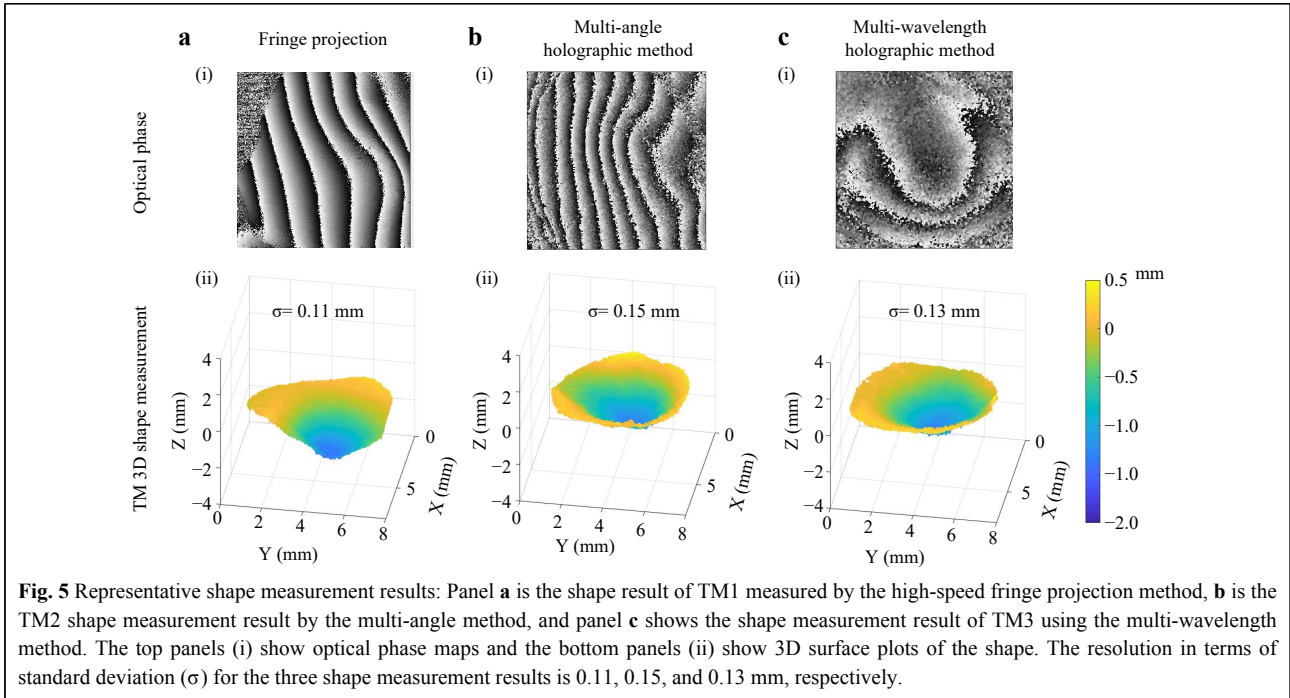 a
Fringe projection
b
Multi-angle
holographic method
c
Multi-wavelength
holographic method
(i)
(i)
(i)
Optical phase
(ii)
(ii)
(ii)
TM 3D shape measurement
σ= 0.11 mm
σ= 0.15 mm
σ= 0.13 mm
4
2
0
−2
−4
Z (mm)
0
2
4
6
8
Y (mm)
0
5
X (mm)
4
2
0
−2
−4
Z (mm)
0
2
4
6
8
Y (mm)
0
5
X (mm)
4
2
0
−2
−4
Z (mm)
0
2
4
6
8
Y (mm)
0
5
X (mm)
0.5 mm
0
−0.5
−1.0
−0.5
−1.0
−2.0
Fig. 5 Representative shape measurement results: Panel a is the shape result of TM1 measured by the high-speed fringe projection method, b is the
TM2 shape measurement result by the multi-angle method, and panel c shows the shape measurement result of TM3 using the multi-wavelength
method. The top panels (i) show optical phase maps and the bottom panels (ii) show 3D surface plots of the shape. The resolution in terms of
standard deviation (σ) for the three shape measurement results is 0.11, 0.15, and 0.13 mm, respectively.